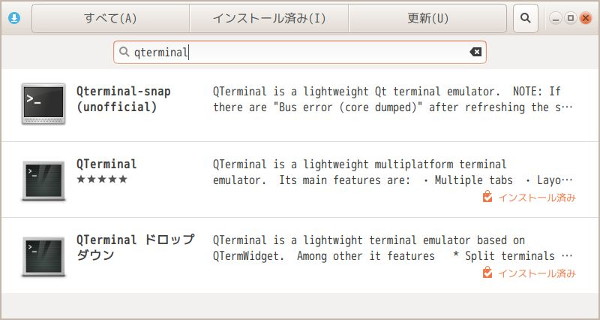 すべて(A) インストール済み(I) 更新(U)
qterminal
Qterminal-snap (unofficial)
QTerminal is a lightweight Qt terminal emulator. NOTE: If
there are "Bus error (core dumped)" after refreshing the s…
QTerminal
★★★★★
QTerminal is a lightweight multiplatform terminal
emulator. Its main features are: · Multiple tabs · Layo…
インストール済み
QTerminal ドロップ
ダウン
QTerminal is a lightwight terminal emulator based on
QTermWidget. Among other it features * Split terminals …
インストール済み